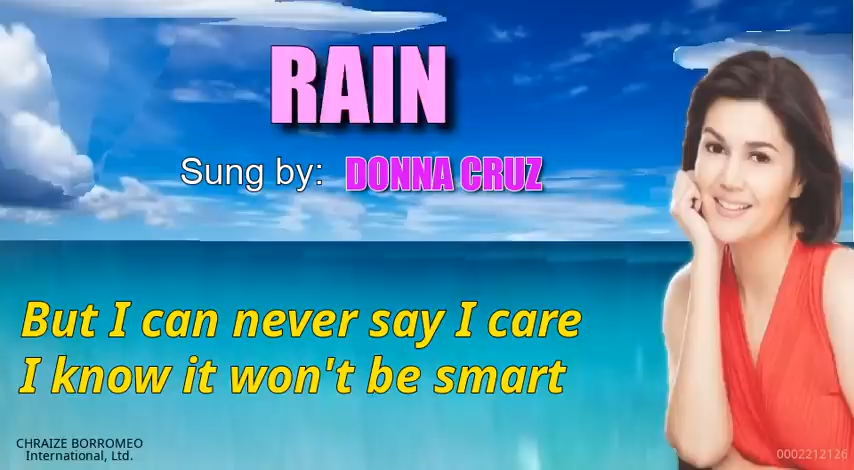 RAIN
Sung by: DONNA CRUZ
But I can never say I care
I know it won't be smart
CHRAIZE BORROMEO
International, Ltd.
0002212126